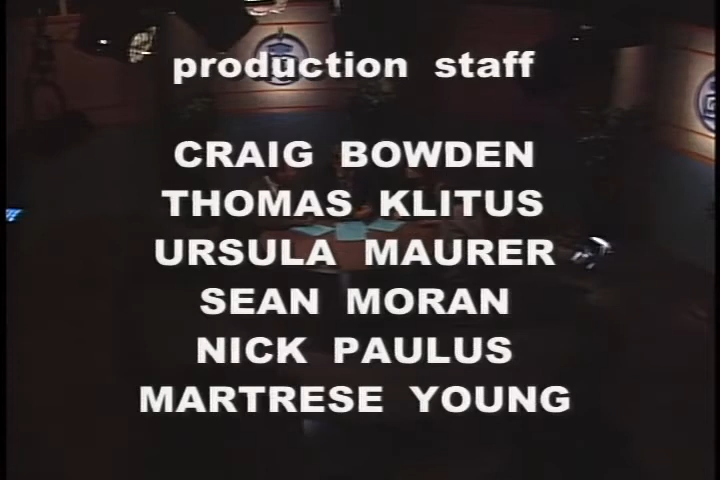 production staff
CRAIG BOWDEN
THOMAS KLITUS
URSULA MAURER
SEAN MORAN
NICK PAULUS
MARTRESE YOUNG